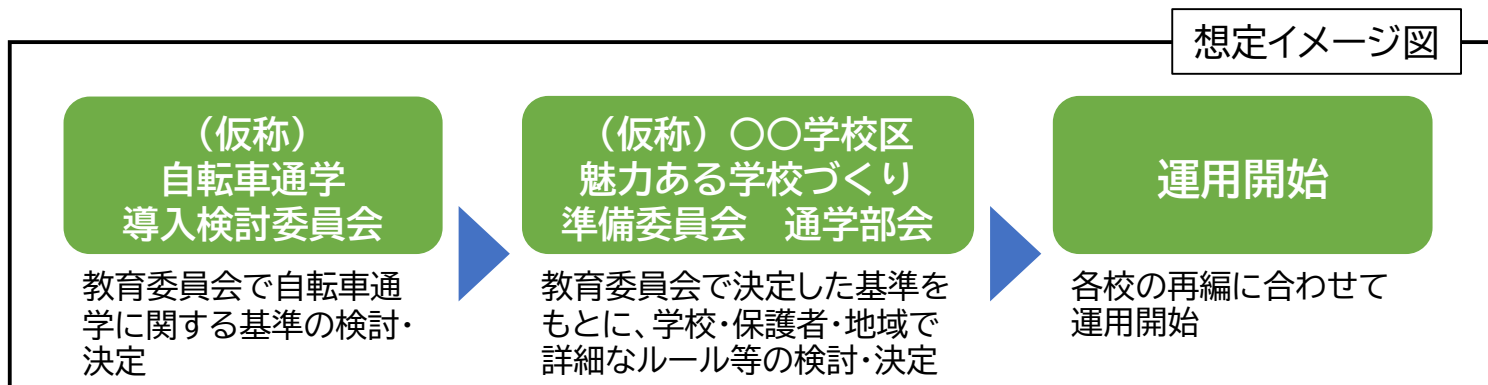 想定イメージ図
（仮称）
自転車通学
導入検討委員会
教育委員会で自転車通
学に関する基準の検討・
決定
（仮称）〇〇学校区
魅力ある学校づくり
準備委員会　通学部会
教育委員会で決定した基準を
もとに、学校・保護者・地域で
詳細なルール等の検討・決定
運用開始
各校の再編に合わせて
運用開始